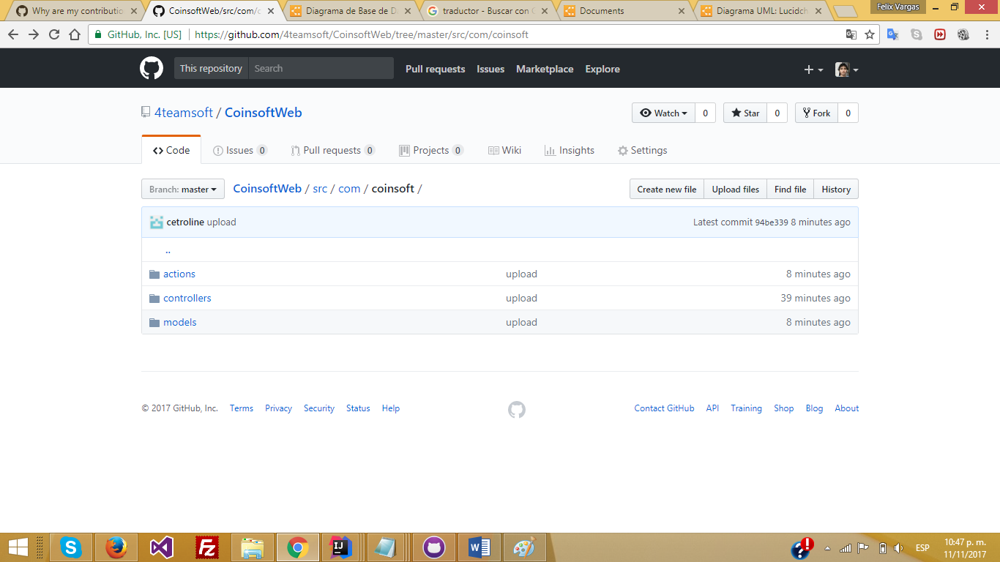 Felix Vargas
Why are my contributio
CoinsoftWeb/src/com/c
Diagrama de Base de D
traductor - Buscar con G
Documents
Diagrama UML: Lucidch
GitHub, Inc. [US] https://github.com/4teamsoft/CoinsoftWeb/tree/master/src/com/coinsoft
This repository Search Pull requests Issues Marketplace Explore
4teamsoft / CoinsoftWeb
Watch 0 Star 0 Fork 0
Code Issues 0 Pull requests 0 Projects 0 Wiki Insights Settings
Branch: master CoinsoftWeb / src / com / coinsoft /
Create new file Upload files Find file History
cetroline upload Latest commit 94be339 8 minutes ago
..
actions upload 8 minutes ago
controllers upload 39 minutes ago
models upload 8 minutes ago
© 2017 GitHub, Inc. Terms Privacy Security Status Help
Contact GitHub API Training Shop Blog About
ESP
10:47 p. m.
11/11/2017